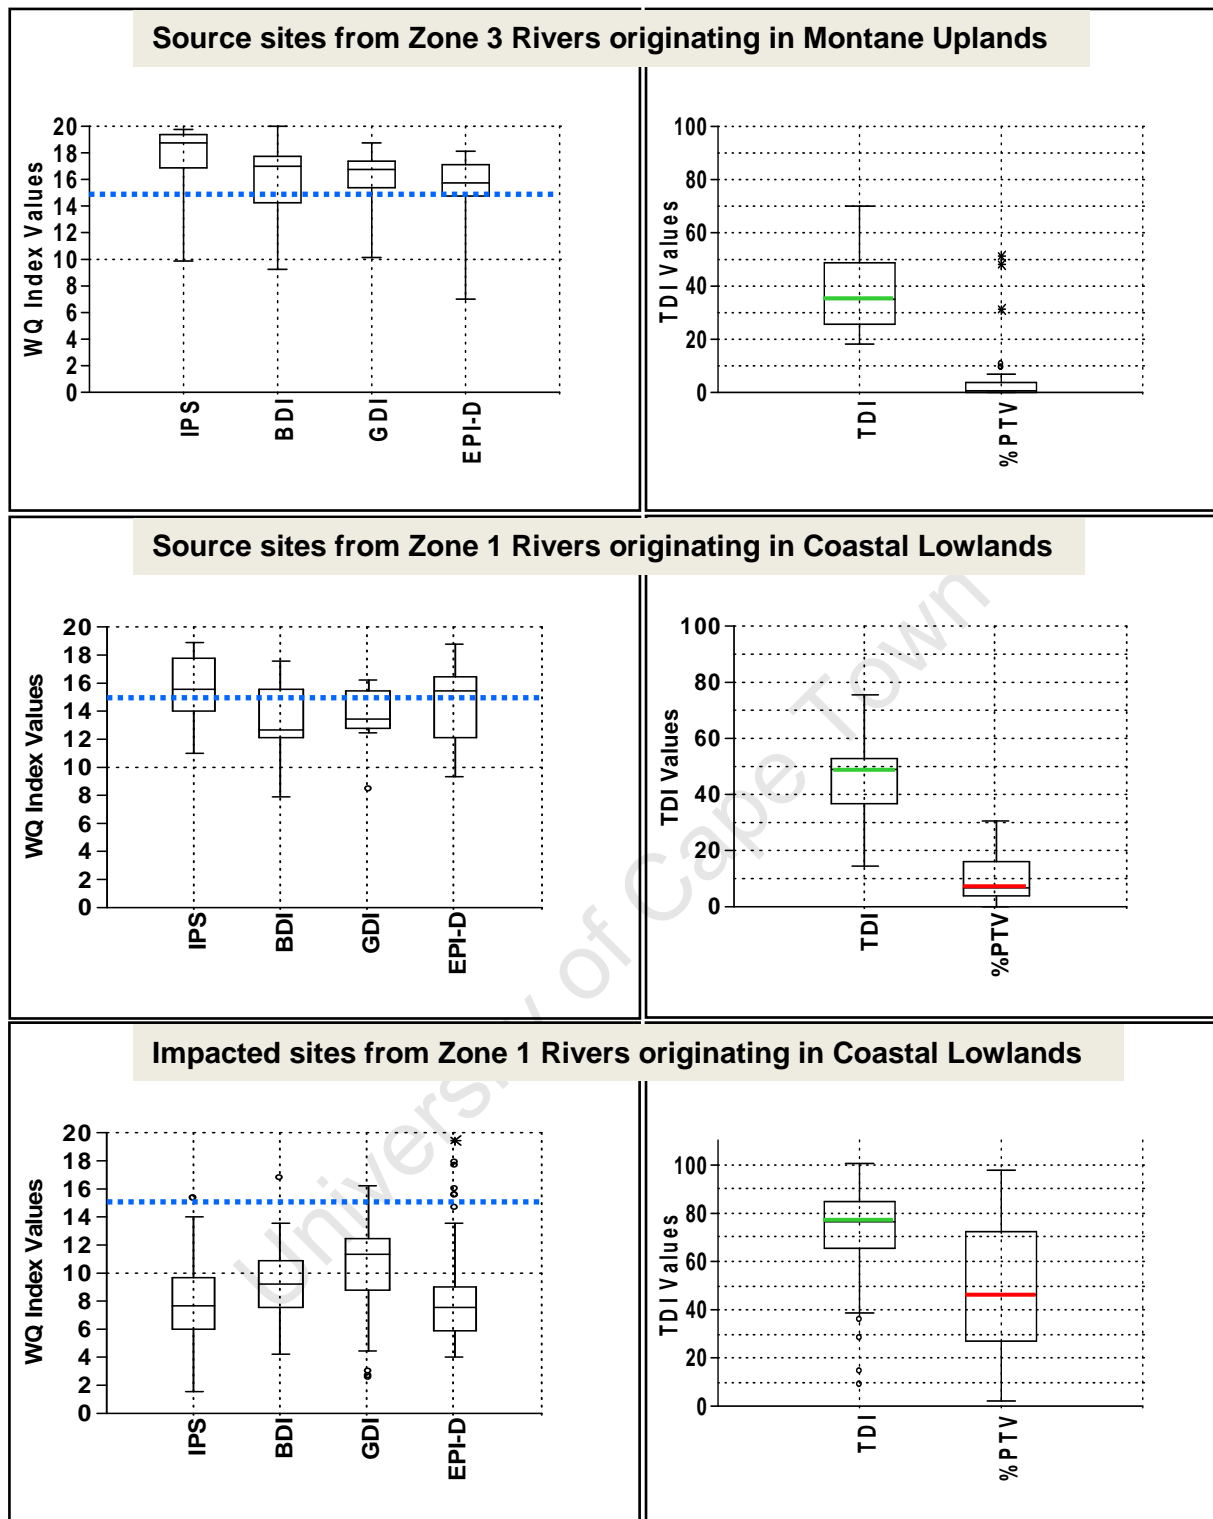 Source sites from Zone 3 Rivers originating in Montane Uplands
WQ Index Values
20
18
16
14
12
10
8
6
4
2
0
IPS
BDI
GDI
EPI-D
TDI Values
100
80
60
40
20
0
TDI
%PTV
Source sites from Zone 1 Rivers originating in Coastal Lowlands
WQ Index Values
20
18
16
14
12
10
8
6
4
2
0
IPS
BDI
GDI
EPI-D
TDI Values
100
80
60
40
20
0
TDI
%PTV
Impacted sites from Zone 1 Rivers originating in Coastal Lowlands
WQ Index Values
20
18
16
14
12
10
8
6
4
2
0
IPS
BDI
GDI
EPI-D
TDI Values
100
80
60
40
20
0
TDI
%PTV
University of Cape Town